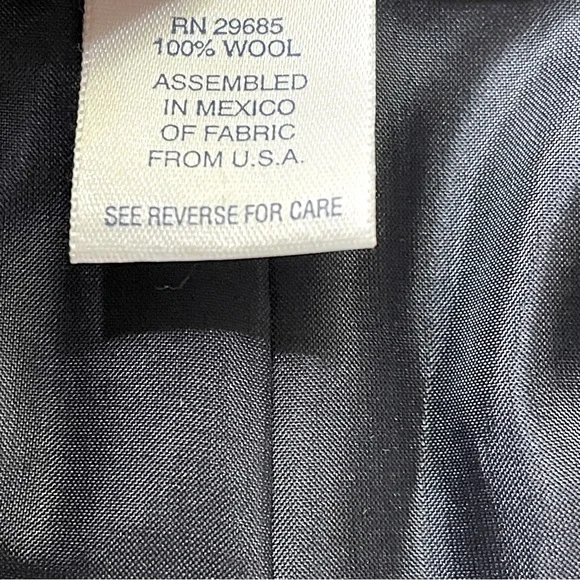 RN 29685
100% WOOL
ASSEMBLED
IN MEXICO
OF FABRIC
FROM U.S.A.
SEE REVERSE FOR CARE